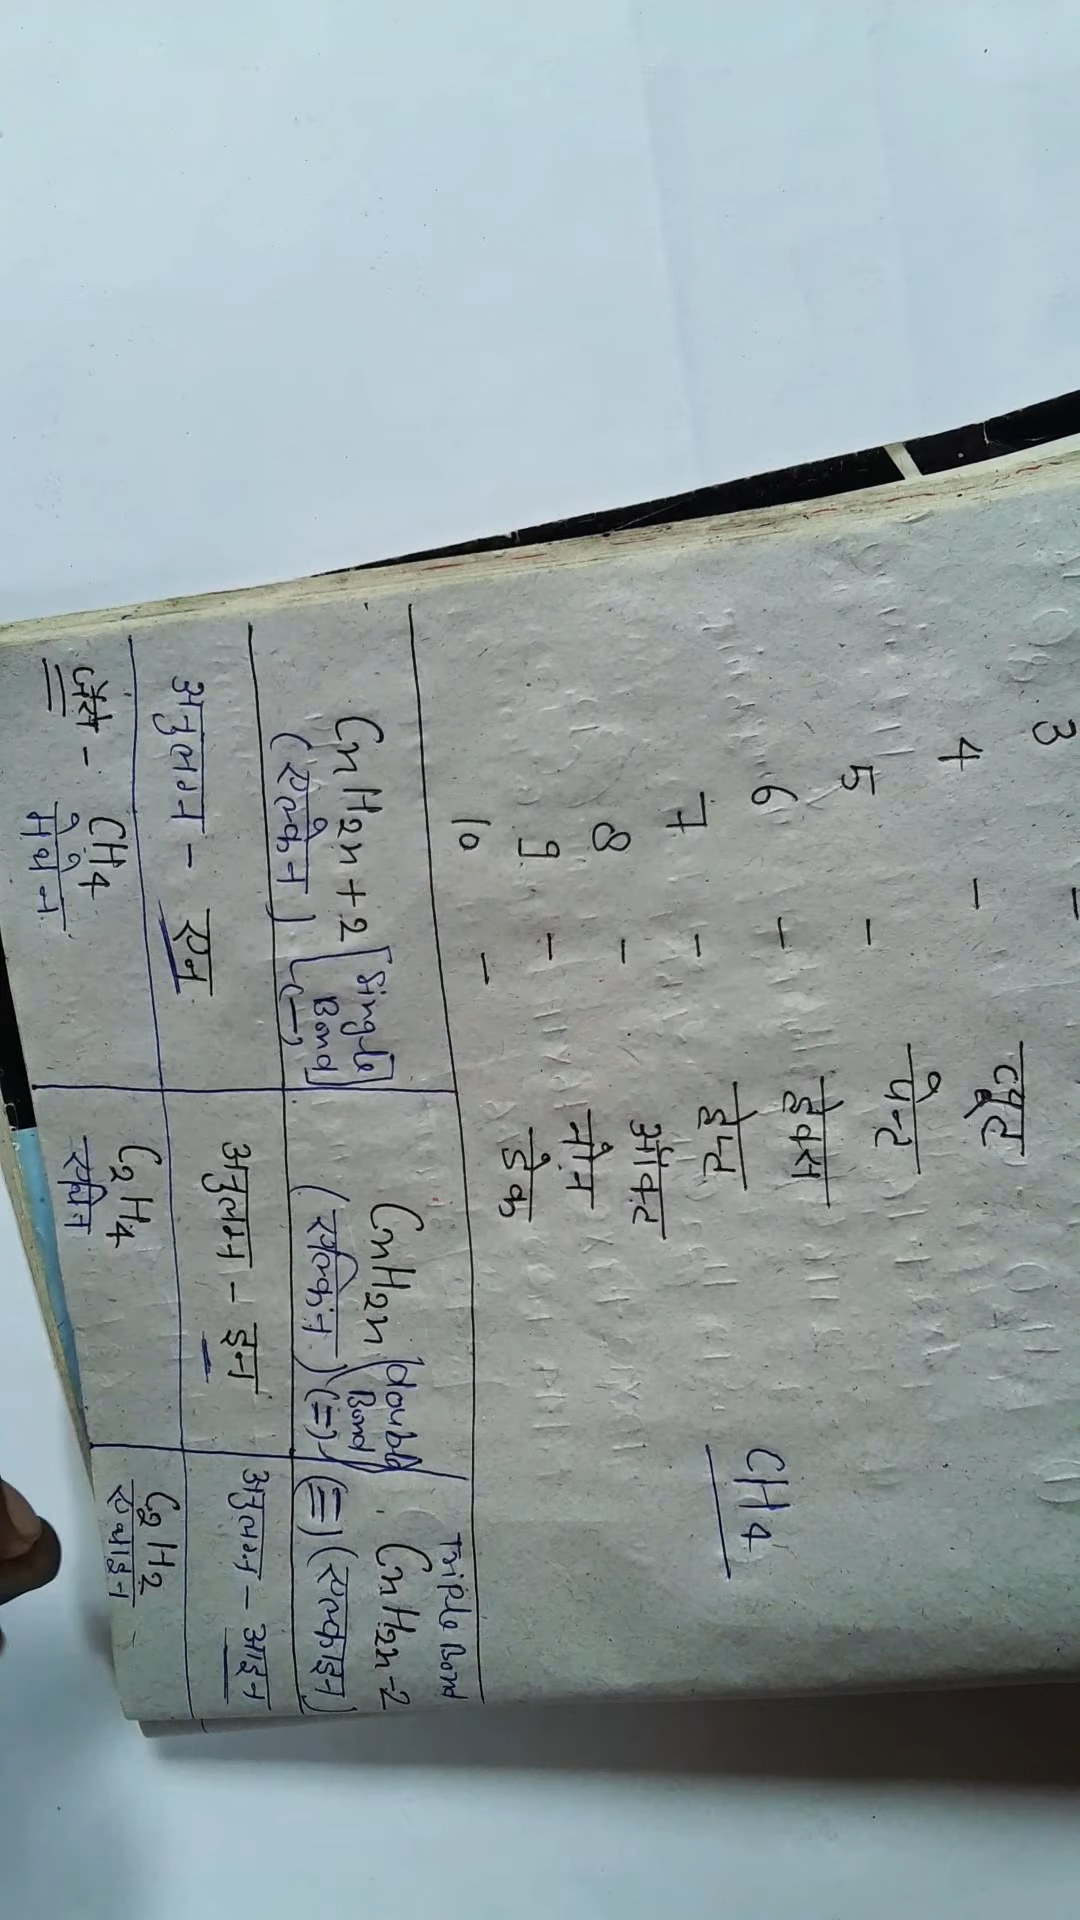 3 -
4 - ब्यूट
5 - पेन्ट
6 - हेक्स
7 - हेप्ट
8 - ऑक्ट
9 - नोन
10 - डेक
CH4
CnH2n+2 [Single Bond]
(एल्केन) (-)
CnH2n (double Bond)
(एल्कीन) (=)
Triple Bond
CnH2n-2
(≡) (एल्काइन)
अनुलग्न - एन
अनुलग्न - इन
अनुलग्न - आइन
जैसे - CH4
मेथेन
C2H4
एथीन
C2H2
एथाइन